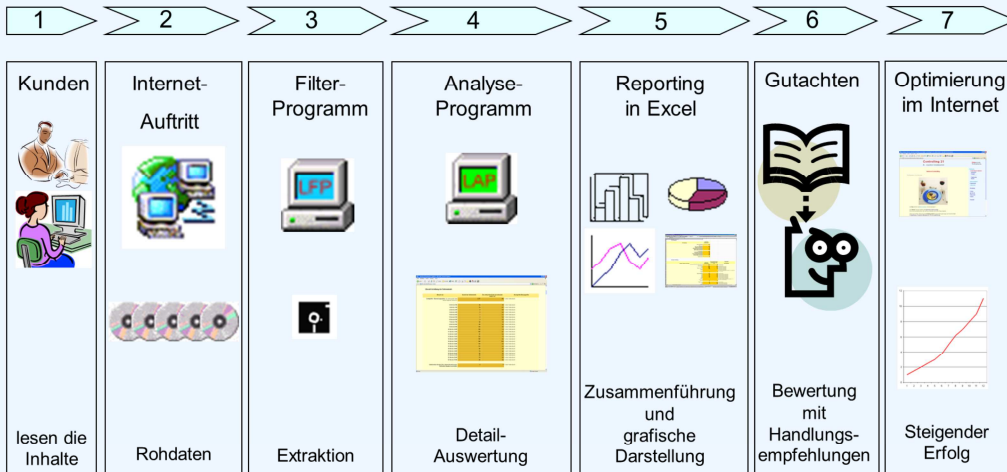 1
2
3
4
5
6
7
Kunden
lesen die
Inhalte
Internet-
Auftritt
Rohdaten
Filter-
Programm
LFP
Extraktion
Analyse-
Programm
LAP
Detail-
Auswertung
Reporting
in Excel
Zusammenführung
und
grafische
Darstellung
Gutachten
Bewertung
mit
Handlungs-
empfehlungen
Optimierung
im Internet
Steigender
Erfolg